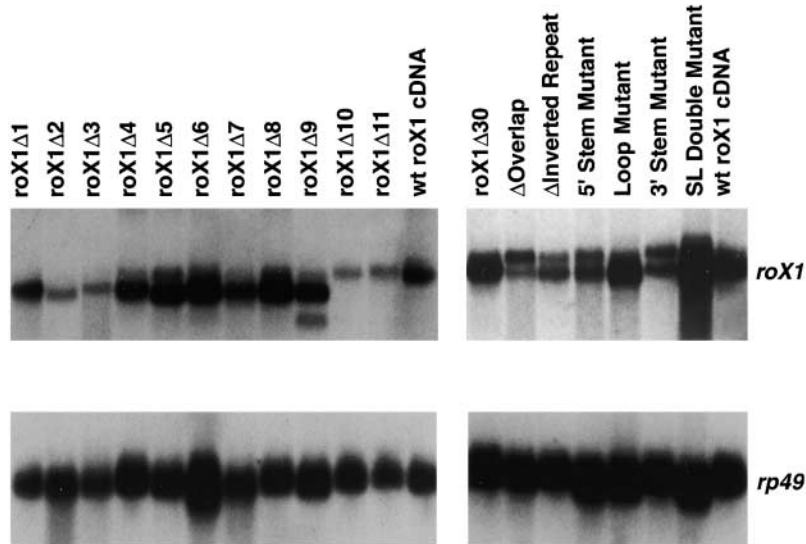 roX1Δ1
roX1Δ2
roX1Δ3
roX1Δ4
roX1Δ5
roX1Δ6
roX1Δ7
roX1Δ8
roX1Δ9
roX1Δ10
roX1Δ11
wt roX1 cDNA
roX1Δ30
ΔOverlap
ΔInverted Repeat
5' Stem Mutant
Loop Mutant
3' Stem Mutant
SL Double Mutant
wt roX1 cDNA
roX1
rp49